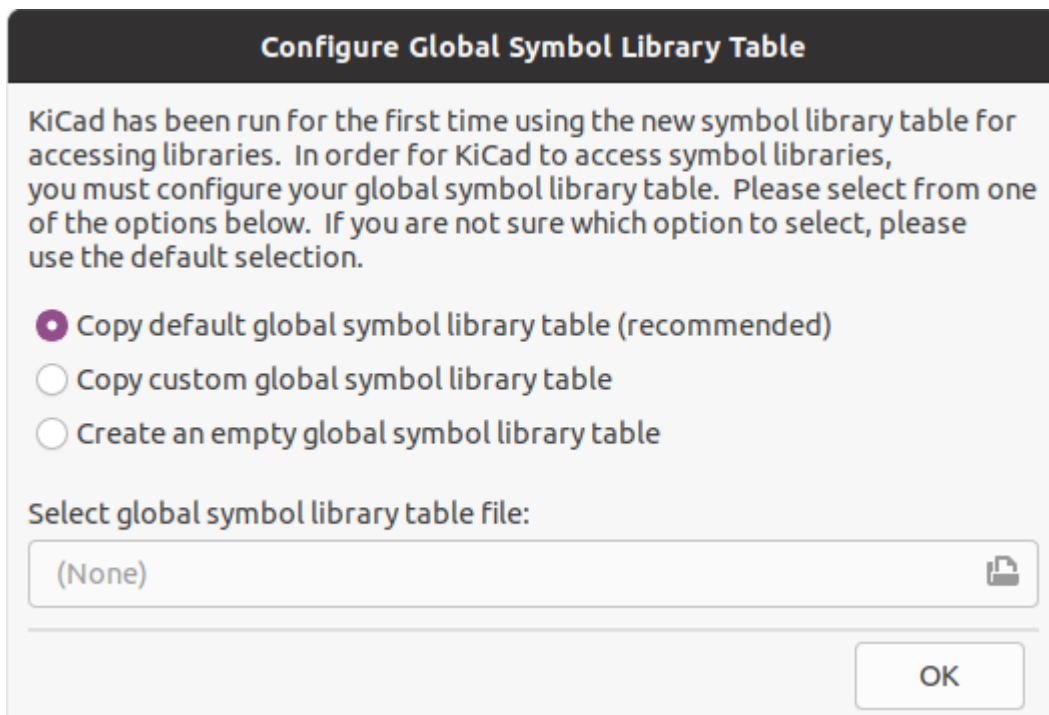 Configure Global Symbol Library Table
KiCad has been run for the first time using the new symbol library table for
accessing libraries.  In order for KiCad to access symbol libraries,
you must configure your global symbol library table.  Please select from one
of the options below.  If you are not sure which option to select, please
use the default selection.
Copy default global symbol library table (recommended)
Copy custom global symbol library table
Create an empty global symbol library table
Select global symbol library table file:
(None)
OK